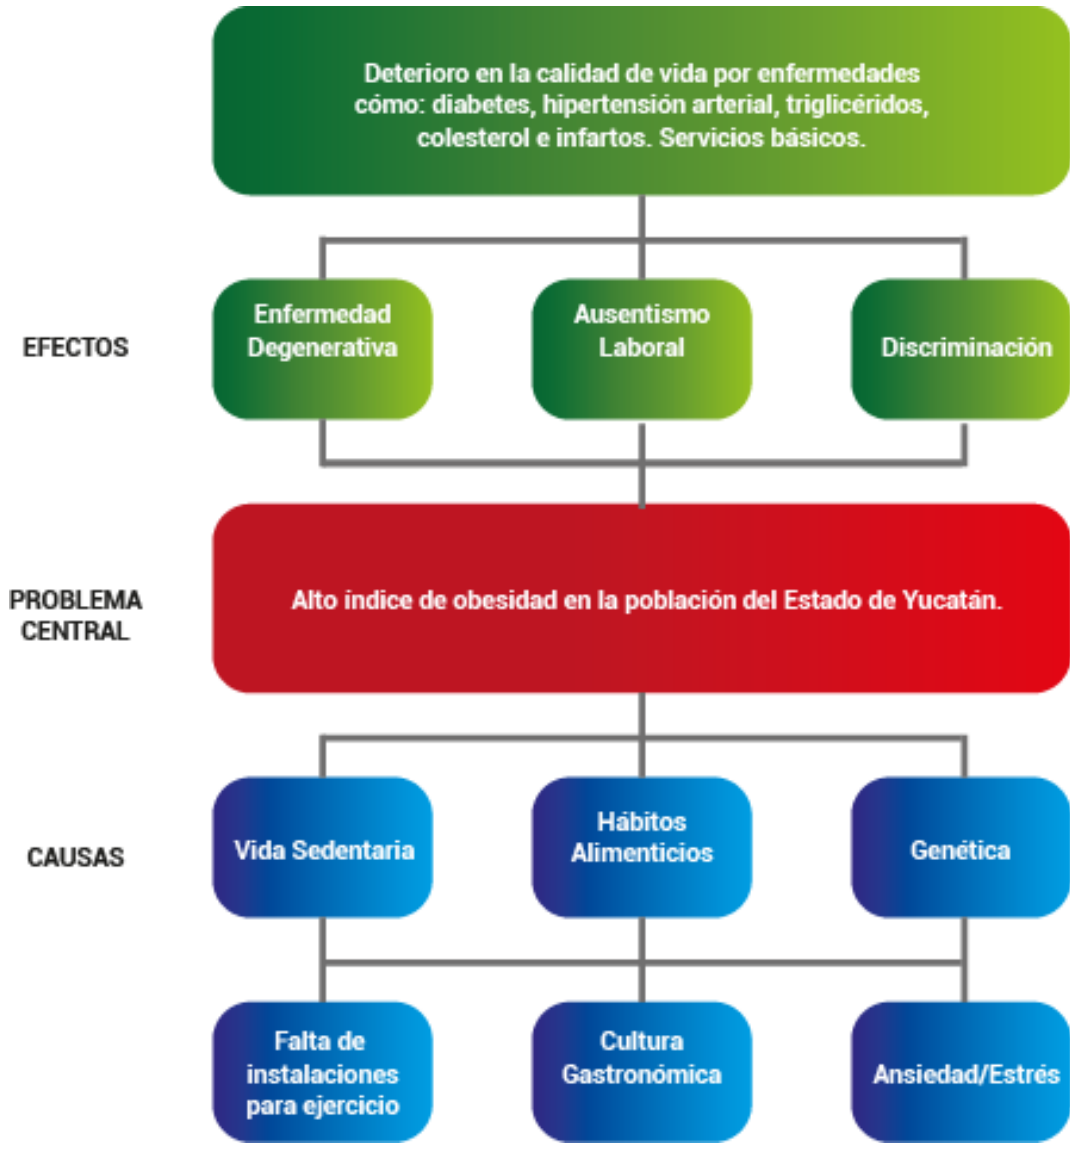 Deterioro en la calidad de vida por enfermedades
cómo: diabetes, hipertensión arterial, triglicéridos,
colesterol e infartos. Servicios básicos.
EFECTOS
Enfermedad
Degenerativa
Ausentismo
Laboral
Discriminación
PROBLEMA
CENTRAL
Alto índice de obesidad en la población del Estado de Yucatán.
CAUSAS
Vida Sedentaria
Hábitos
Alimenticios
Genética
Falta de
instalaciones
para ejercicio
Cultura
Gastronómica
Ansiedad/Estrés